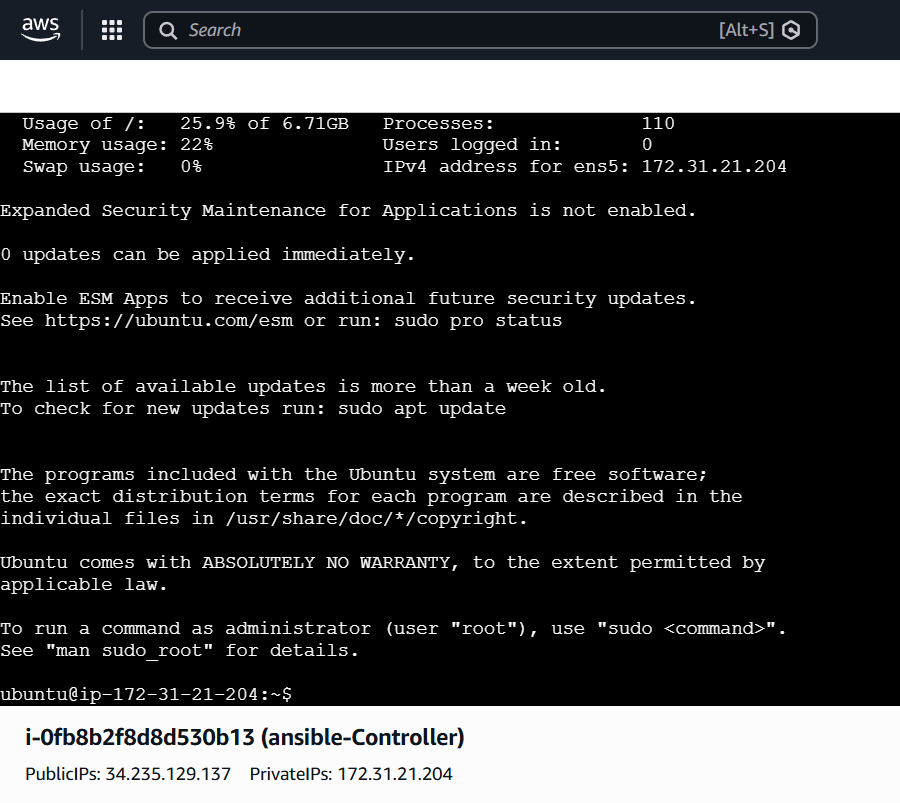 aws
Search [Alt+S]
Usage of /: 25.9% of 6.71GB Processes: 110
Memory usage: 22% Users logged in: 0
Swap usage: 0% IPv4 address for ens5: 172.31.21.204
Expanded Security Maintenance for Applications is not enabled.
0 updates can be applied immediately.
Enable ESM Apps to receive additional future security updates.
See https://ubuntu.com/esm or run: sudo pro status
The list of available updates is more than a week old.
To check for new updates run: sudo apt update
The programs included with the Ubuntu system are free software;
the exact distribution terms for each program are described in the
individual files in /usr/share/doc/*/copyright.
Ubuntu comes with ABSOLUTELY NO WARRANTY, to the extent permitted by
applicable law.
To run a command as administrator (user "root"), use "sudo <command>".
See "man sudo_root" for details.
ubuntu@ip-172-31-21-204:~$
i-0fb8b2f8d8d530b13 (ansible-Controller)
PublicIPs: 34.235.129.137 PrivateIPs: 172.31.21.204